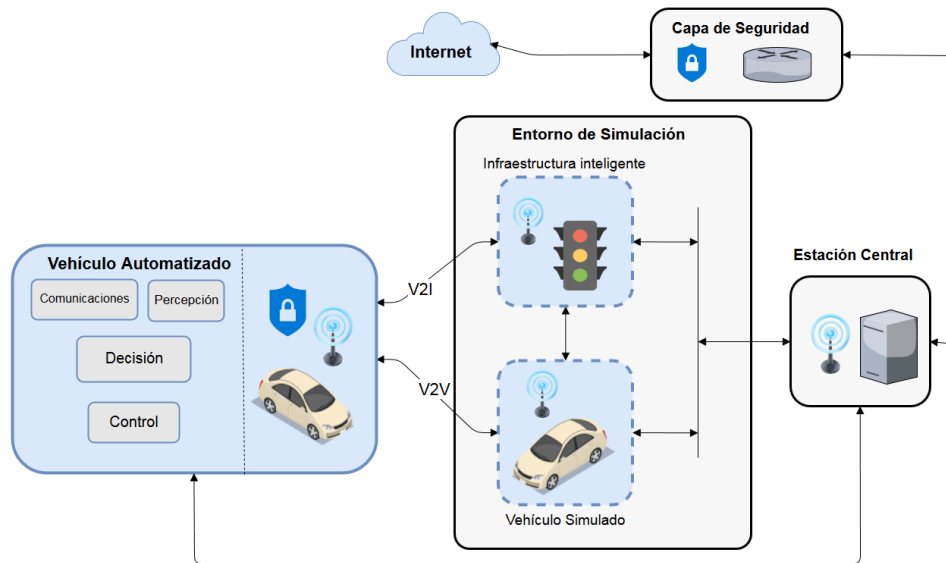 Internet
Capa de Seguridad
Entorno de Simulación
Infraestructura inteligente
Vehículo Automatizado
Comunicaciones
Percepción
Decisión
Control
V2I
V2V
Vehículo Simulado
Estación Central